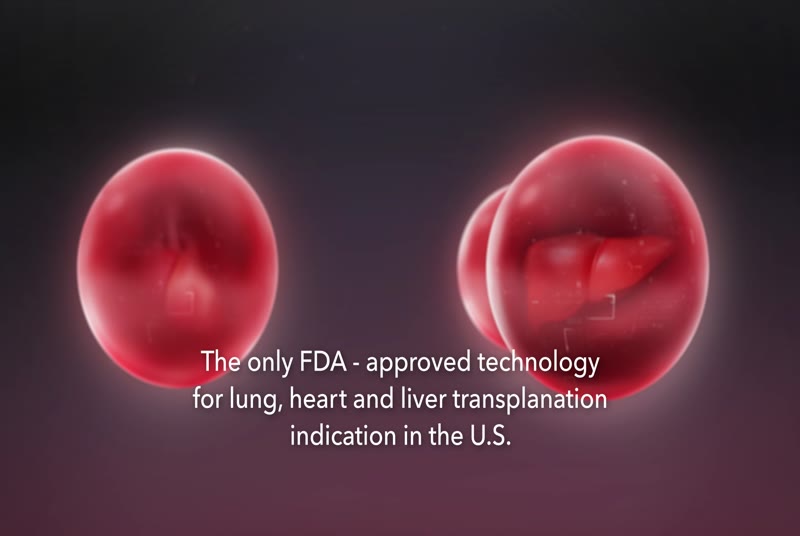 The only FDA - approved technology
for lung, heart and liver transplanation
indication in the U.S.